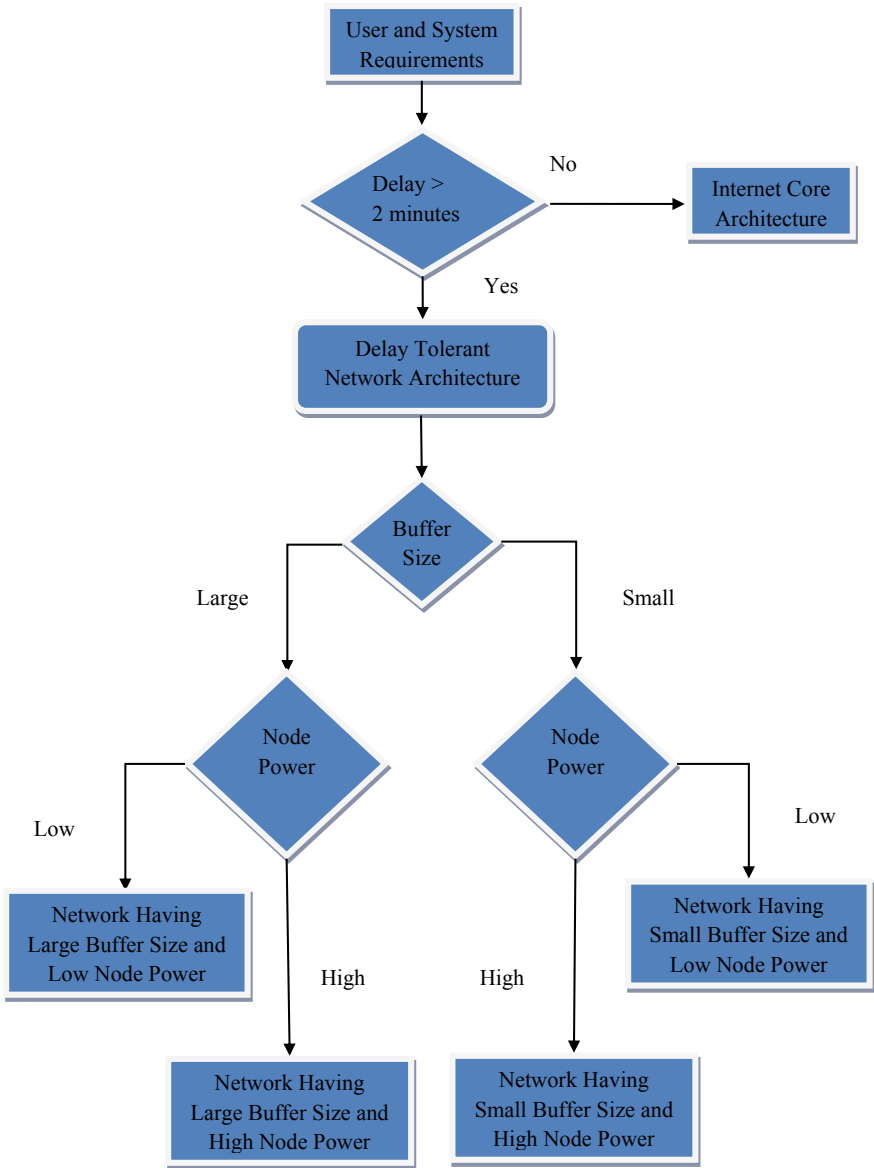 User and System
Requirements
Delay >
2 minutes
No
Internet Core
Architecture
Yes
Delay Tolerant
Network Architecture
Buffer
Size
Large
Small
Node
Power
Node
Power
Low
Low
Network Having
Large Buffer Size and
Low Node Power
High
High
Network Having
Small Buffer Size and
Low Node Power
Network Having
Large Buffer Size and
High Node Power
Network Having
Small Buffer Size and
High Node Power